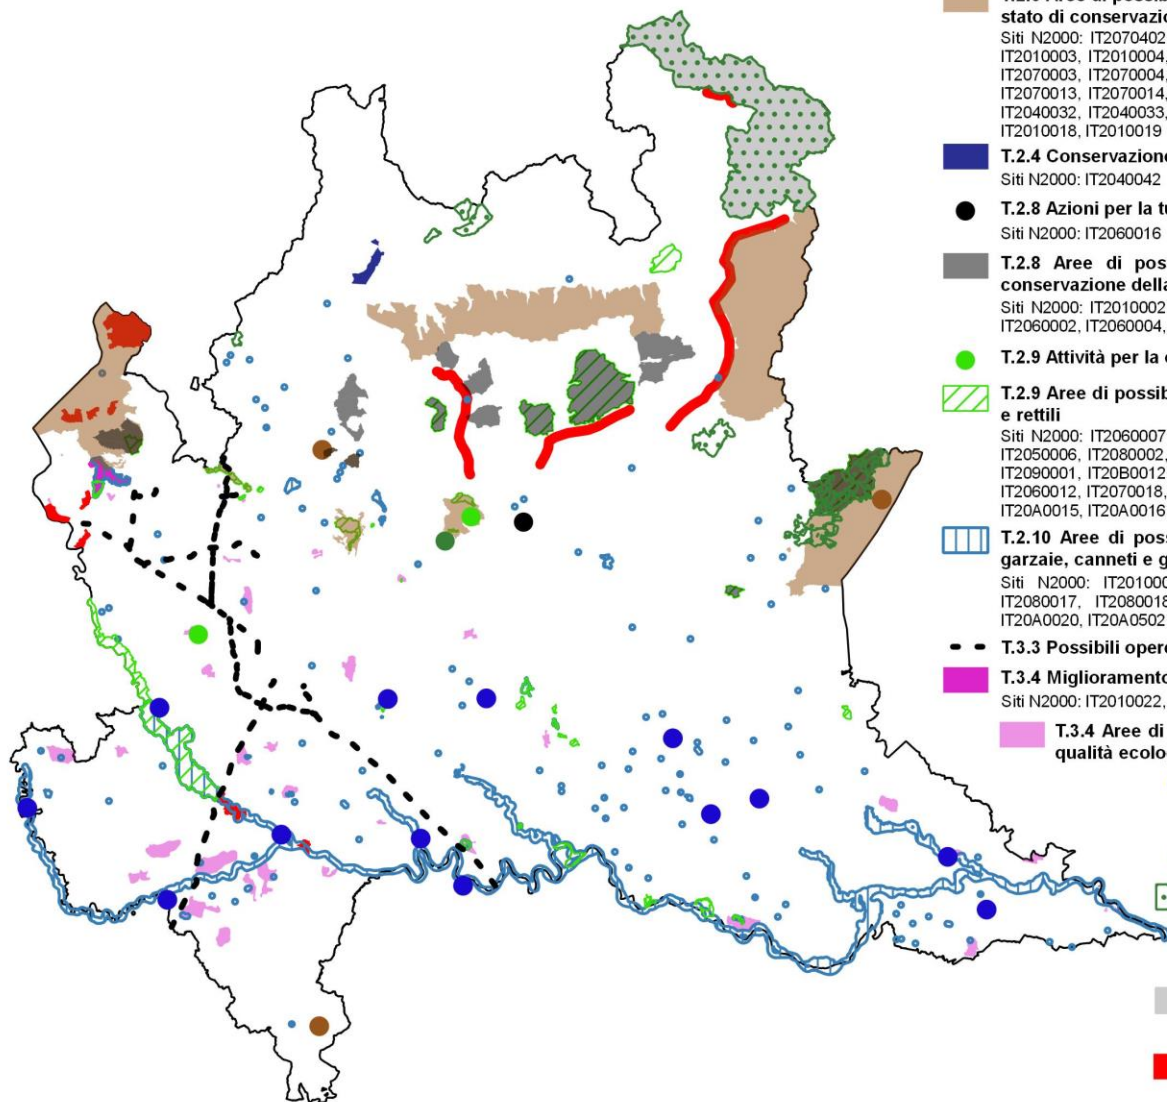 stato di conservazio
Siti N2000: IT2070402
IT2010003, IT2010004,
IT2070003, IT2070004,
IT2070013, IT2070014,
IT2040032, IT2040033,
IT2010018, IT2010019
T.2.4 Conservazione
Siti N2000: IT2040042
T.2.8 Azioni per la tu
Siti N2000: IT2060016
T.2.8 Aree di poss
conservazione della
Siti N2000: IT2010002
IT2060002, IT2060004,
T.2.9 Attività per la c
T.2.9 Aree di possib
e rettili
Siti N2000: IT2060007
IT2050006, IT2080002,
IT2090001, IT20B0012
IT2060012, IT2070018,
IT20A0015, IT20A0016
T.2.10 Aree di poss
garzaie, canneti e g
Siti N2000: IT201000
IT2080017, IT2080018
IT20A0020, IT20A0502
T.3.3 Possibili opere
T.3.4 Miglioramento
Siti N2000: IT2010022,
T.3.4 Aree di
qualità ecolo